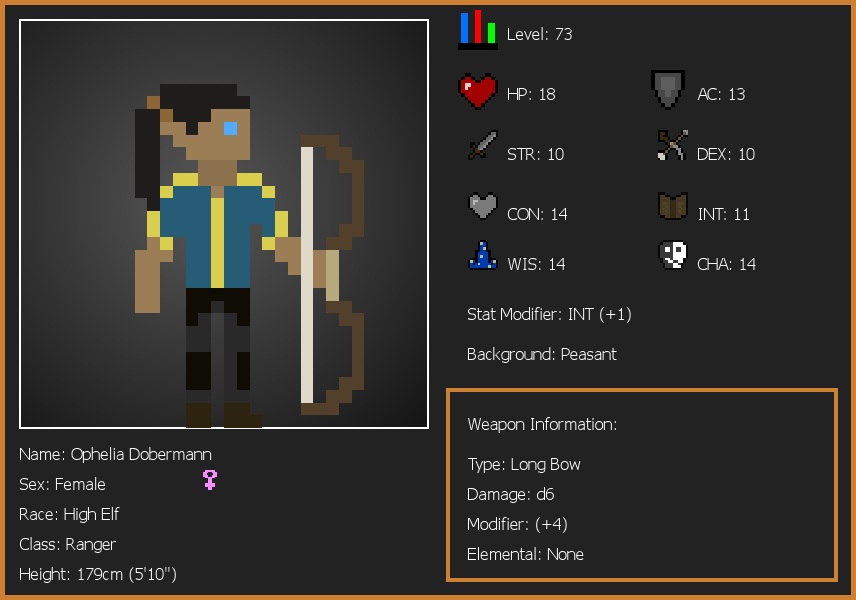 Level: 73
HP: 18
AC: 13
STR: 10
DEX: 10
CON: 14
INT: 11
WIS: 14
CHA: 14
Stat Modifier: INT (+1)
Background: Peasant
Weapon Information:
Type: Long Bow
Damage: d6
Modifier: (+4)
Elemental: None
Name: Ophelia Dobermann
Sex: Female
Race: High Elf
Class: Ranger
Height: 179cm (5'10")